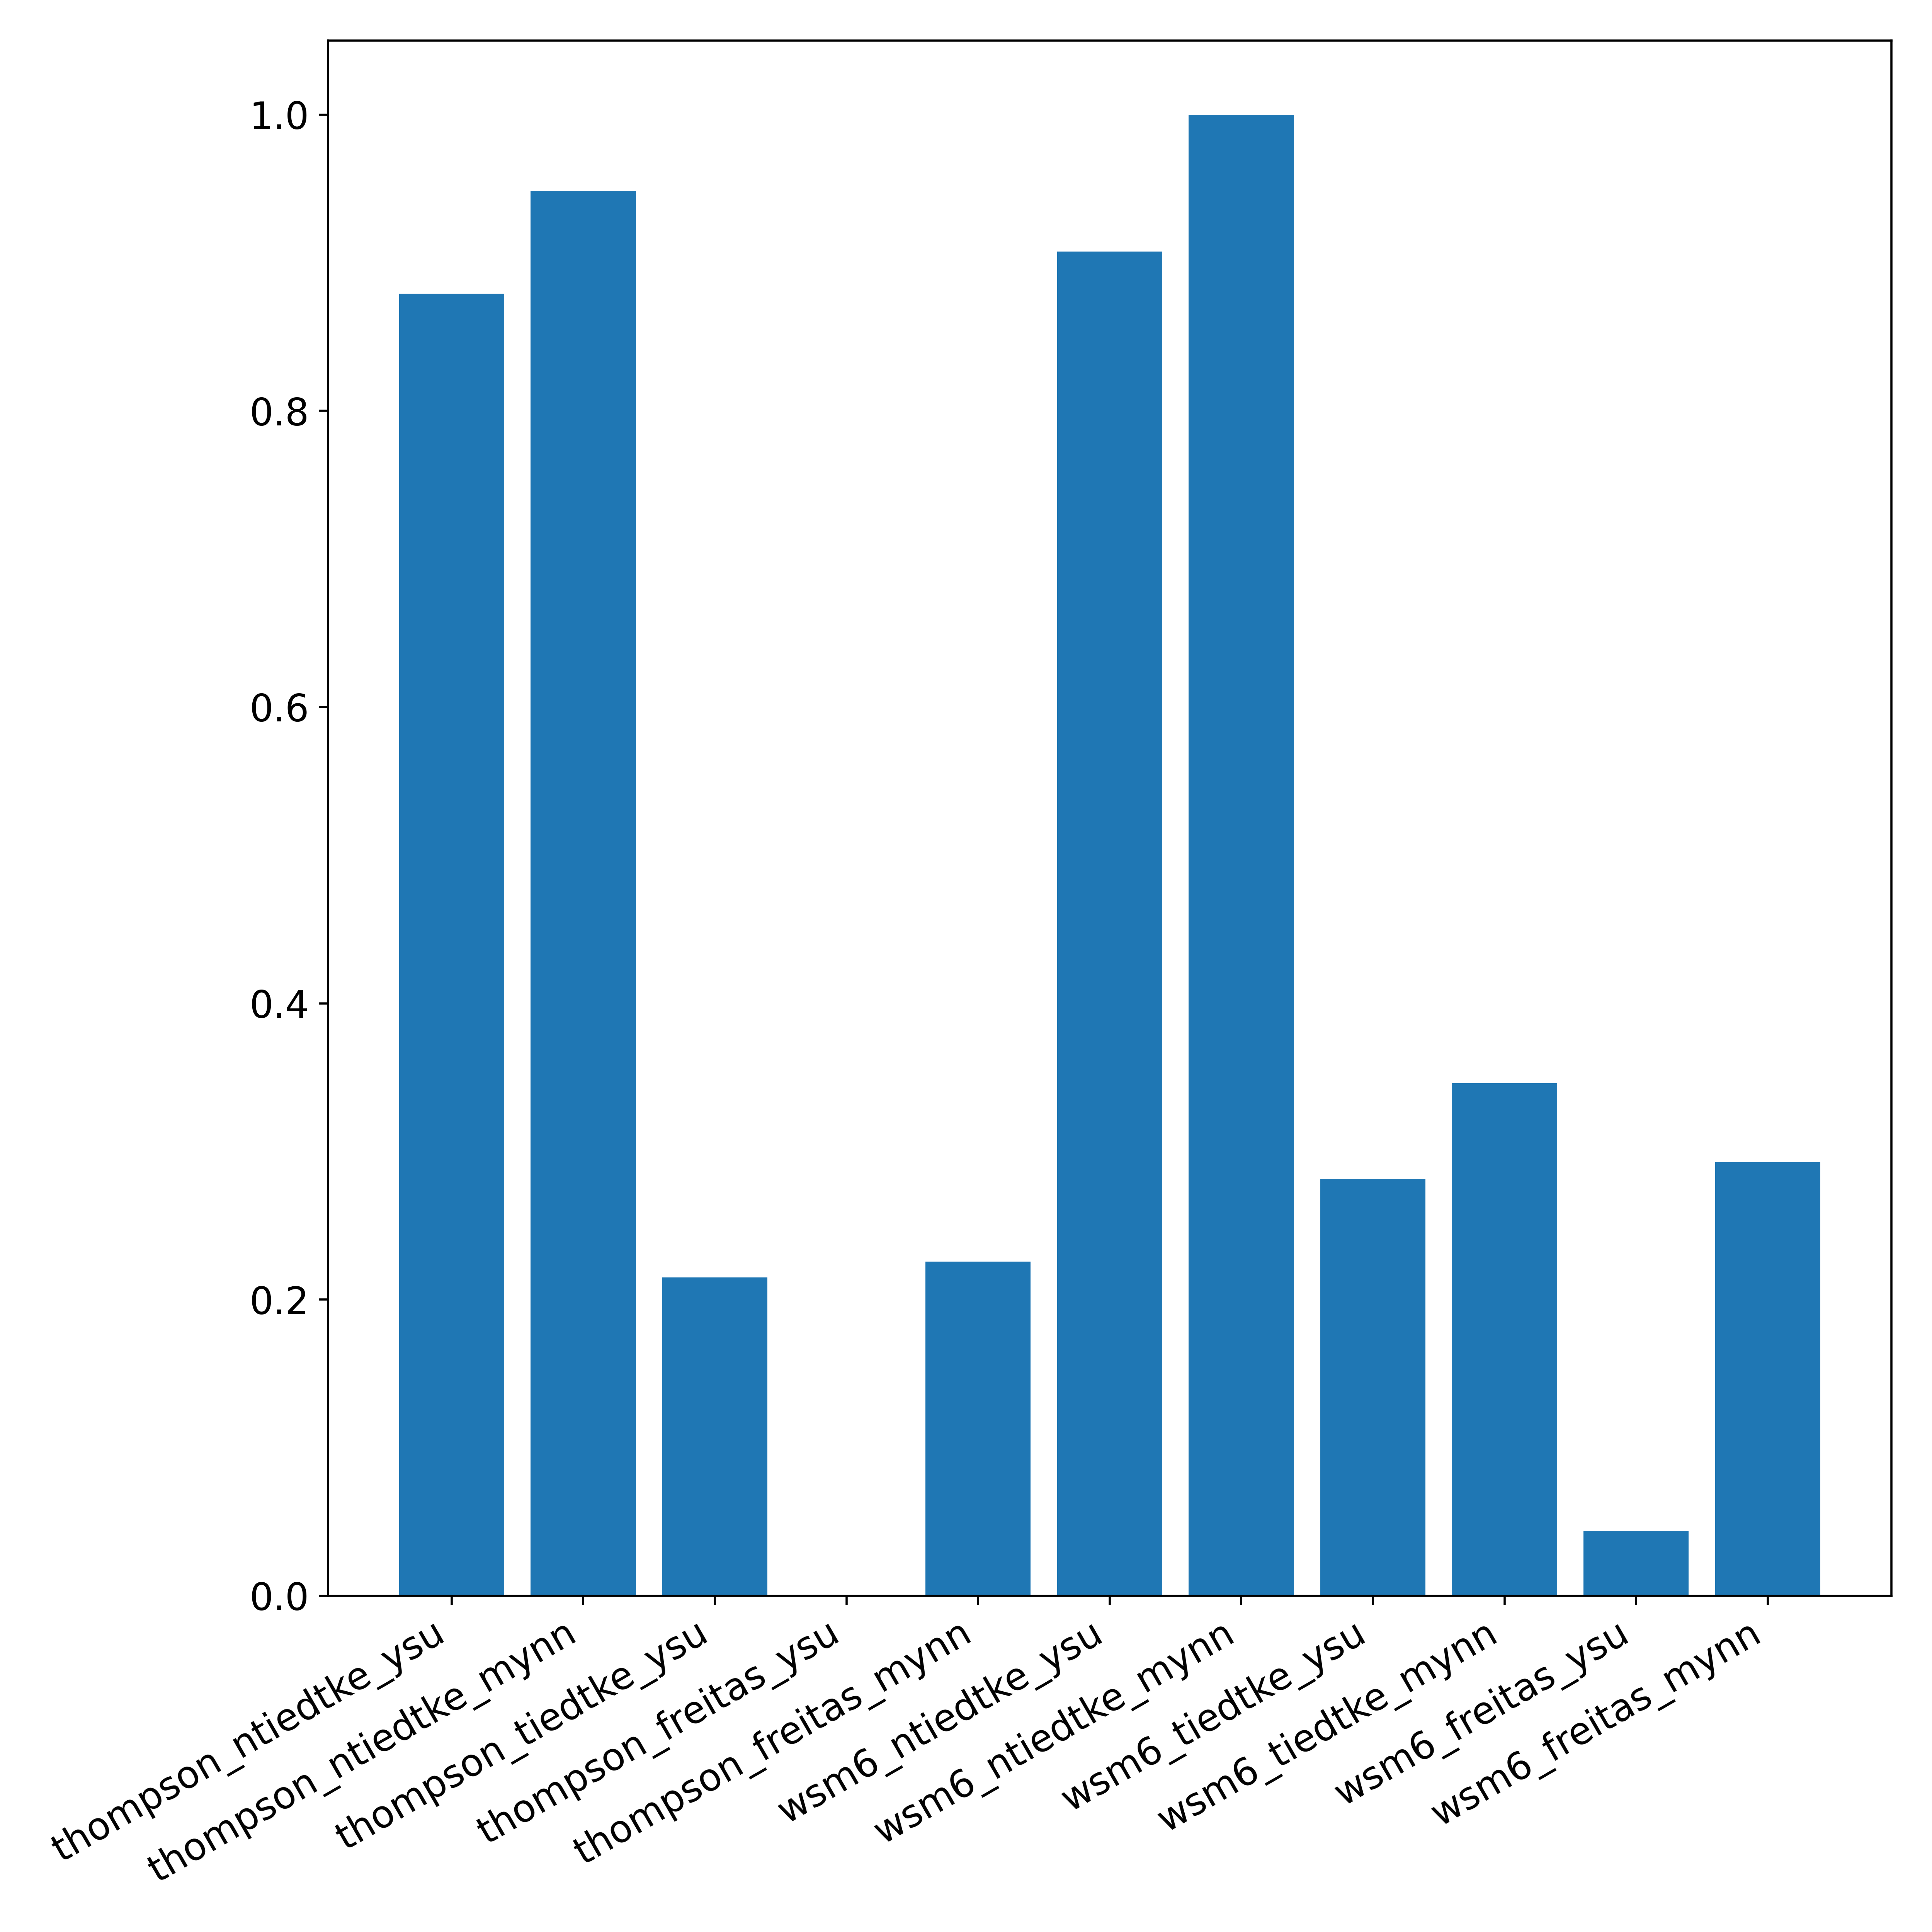 1.0
0.8
0.6
0.4
0.2
0.0
thompson_ntiedtke_ysu
thompson_ntiedtke_mynn
thompson_tiedtke_ysu
thompson_freitas_ysu
thompson_freitas_mynn
wsm6_ntiedtke_ysu
wsm6_ntiedtke_mynn
wsm6_tiedtke_ysu
wsm6_tiedtke_mynn
wsm6_freitas_ysu
wsm6_freitas_mynn